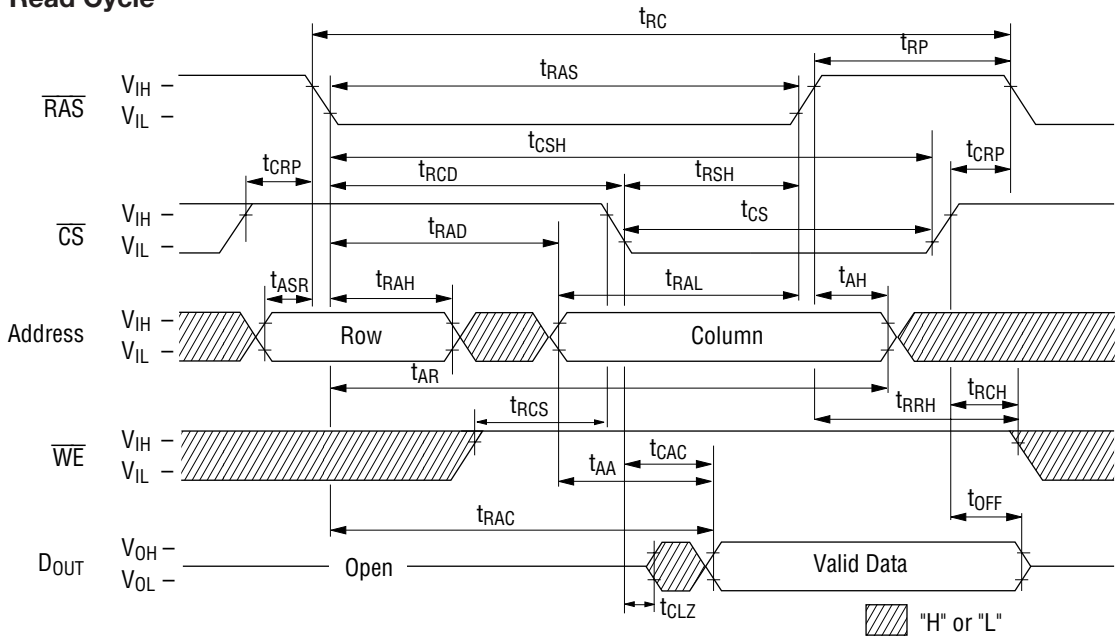 Read Cycle
tRC
tRP
tRAS
RAS
VIH
VIL
tCSH
tCRP
tRCD
tRSH
tCRP
CS
VIH
VIL
tRAD
tCS
tASR
tRAH
tRAL
tAH
Address
VIH
VIL
Row
Column
tAR
tRCS
tRRH
tRCH
WE
VIH
VIL
tAA
tCAC
tRAC
tOFF
DOUT
VOH
VOL
Open
Valid Data
tCLZ
"H" or "L"